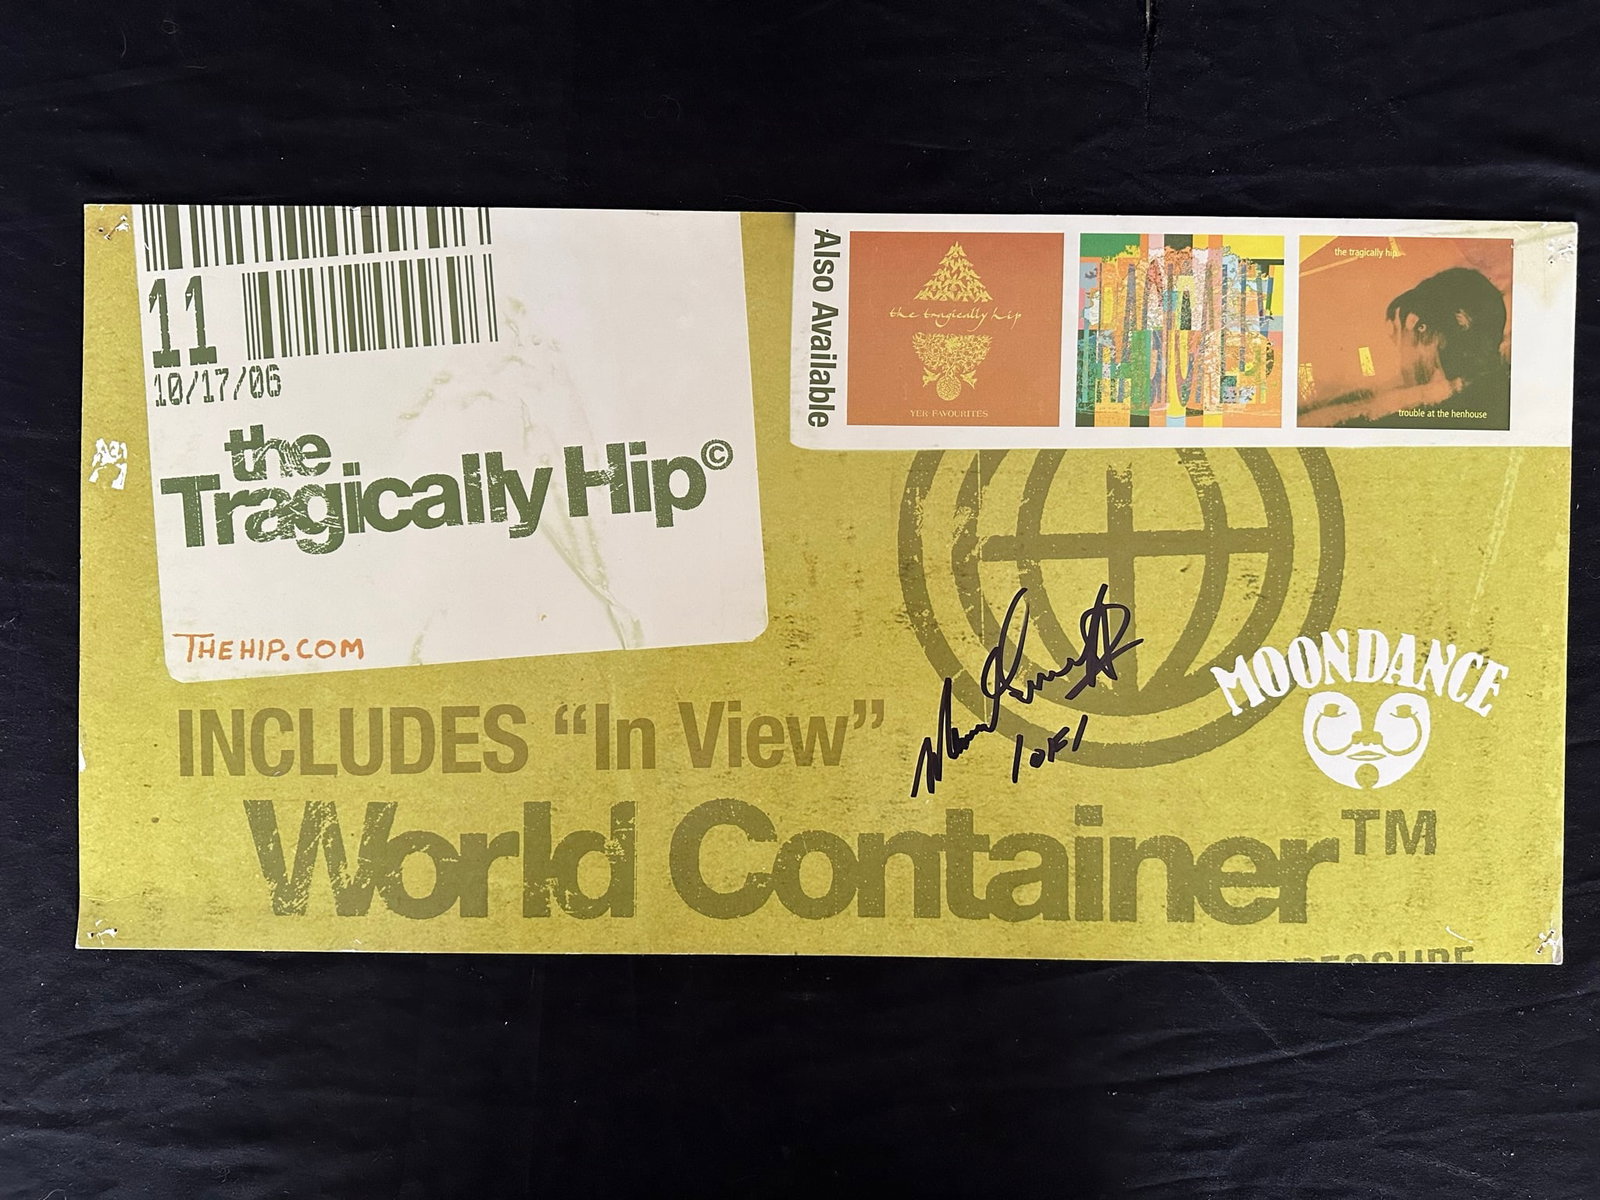 11
10/17/06
the
Tragically Hip©
THEHIP.COM
Also Available
the tragically hip
YER FAVOURITES
the tragically hip
trouble at the henhouse
INCLUDES “In View”
1 OF 1
MOONDANCE
World Container™
PRESSURE